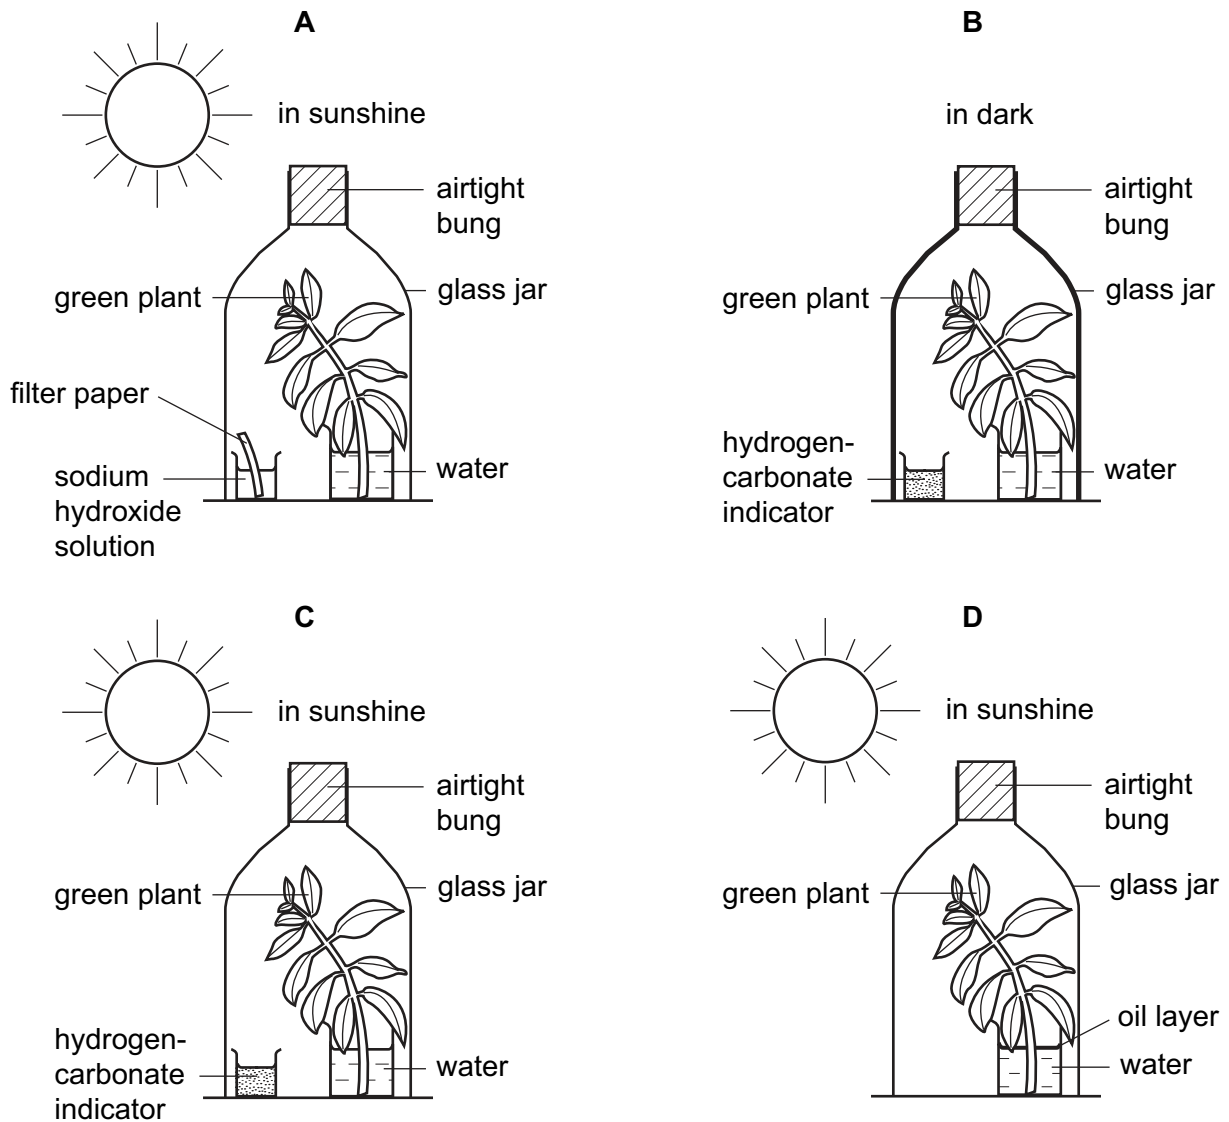 A
in sunshine
airtight
bung
green plant
glass jar
filter paper
sodium
hydroxide
solution
water
B
in dark
airtight
bung
green plant
glass jar
hydrogen-
carbonate
indicator
water
C
in sunshine
airtight
bung
green plant
glass jar
hydrogen-
carbonate
indicator
water
D
in sunshine
airtight
bung
green plant
glass jar
oil layer
water